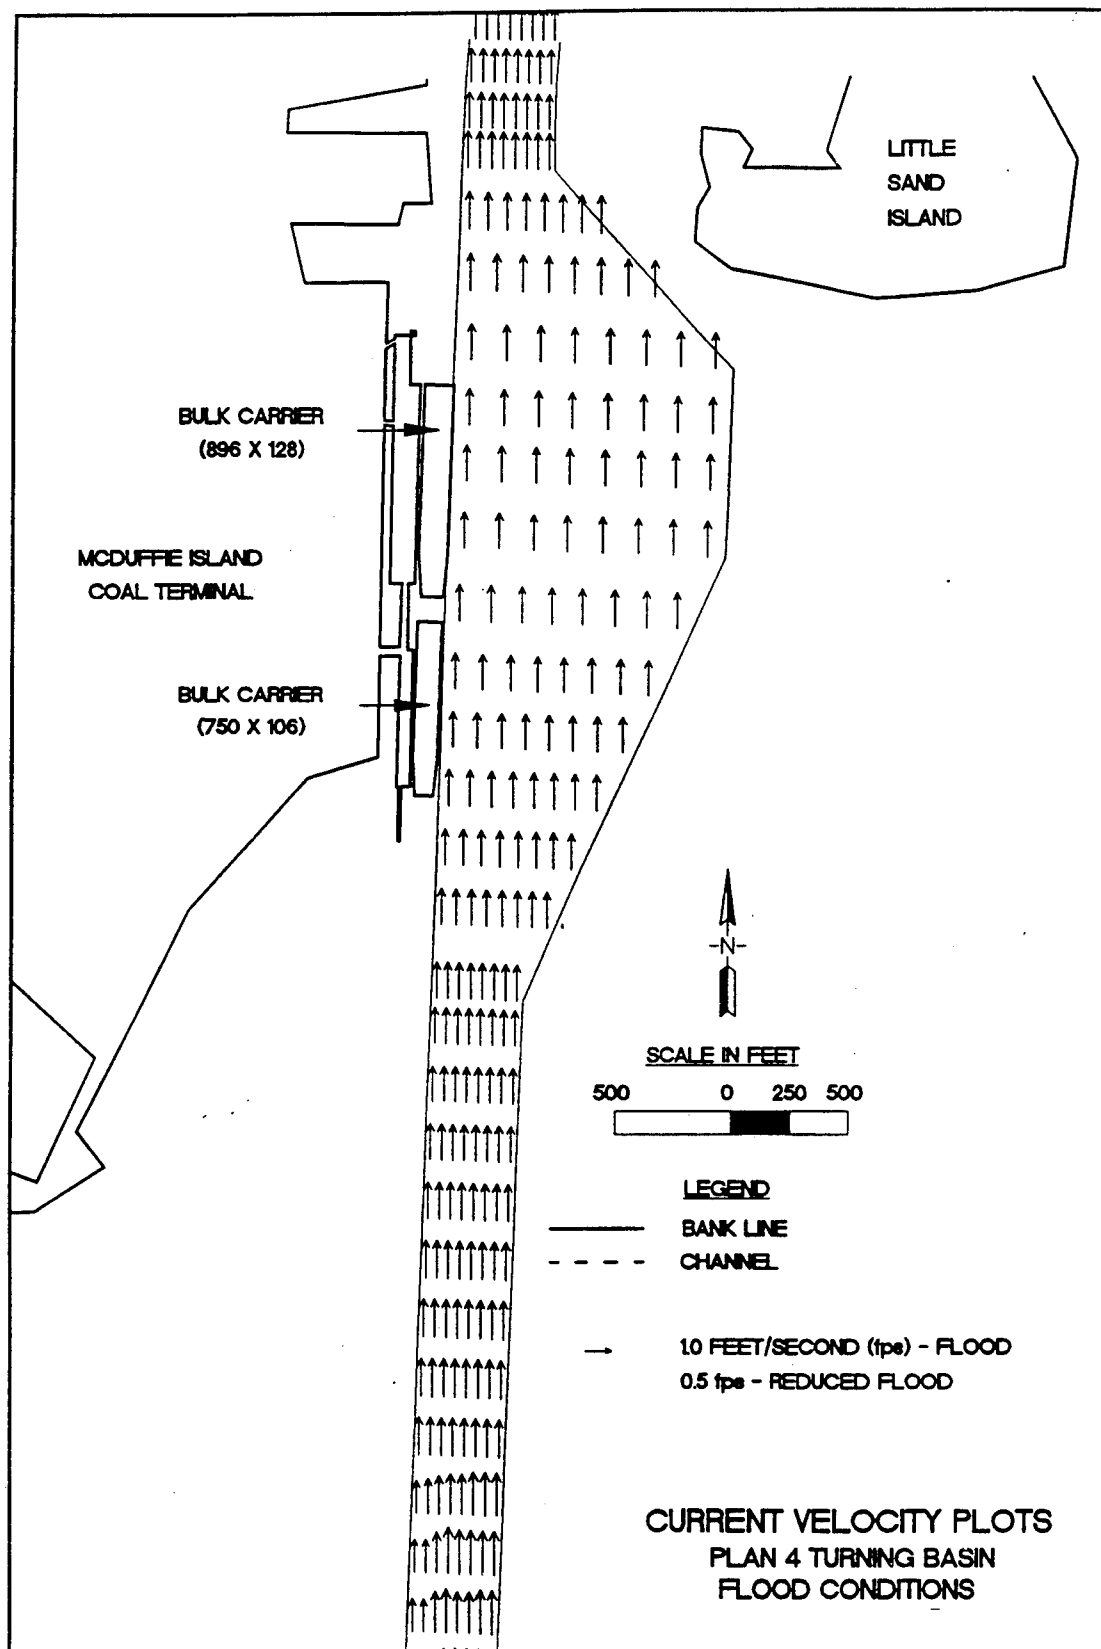 LITTLE
SAND
ISLAND
BULK CARRIER
(896 X 128)
MCDUFFIE ISLAND
COAL TERMINAL
BULK CARRIER
(750 X 106)
-N-
SCALE IN FEET
500 0 250 500
LEGEND
BANK LINE
CHANNEL
1.0 FEET/SECOND (fps) - FLOOD
0.5 fps - REDUCED FLOOD
CURRENT VELOCITY PLOTS
PLAN 4 TURNING BASIN
FLOOD CONDITIONS